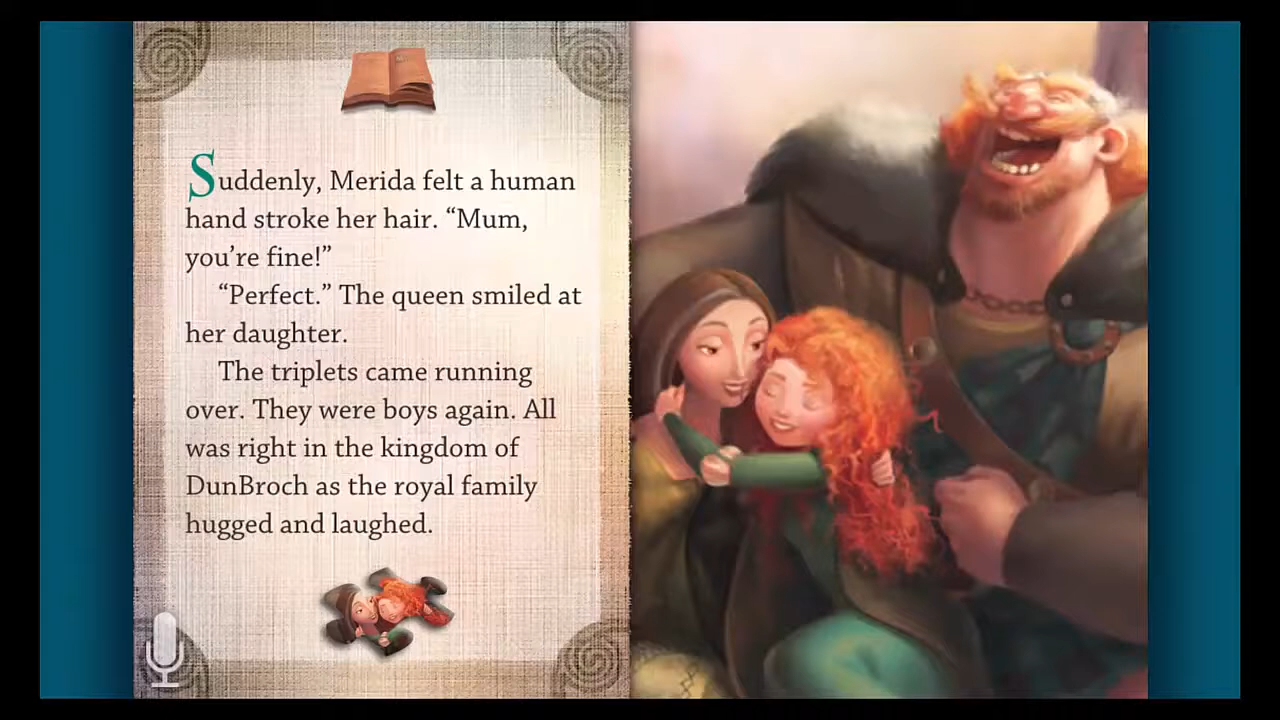 Suddenly, Merida felt a human
hand stroke her hair. “Mum,
you’re fine!”
“Perfect.” The queen smiled at
her daughter.
The triplets came running
over. They were boys again. All
was right in the kingdom of
DunBroch as the royal family
hugged and laughed.